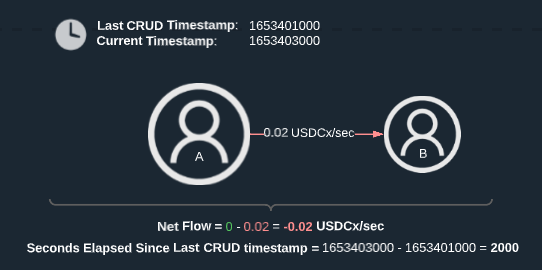 Last CRUD Timestamp: 1653401000
Current Timestamp: 1653403000
0.02 USDCx/sec
A
B
Net Flow = 0 - 0.02 = -0.02 USDCx/sec
Seconds Elapsed Since Last CRUD timestamp = 1653403000 - 1653401000 = 2000